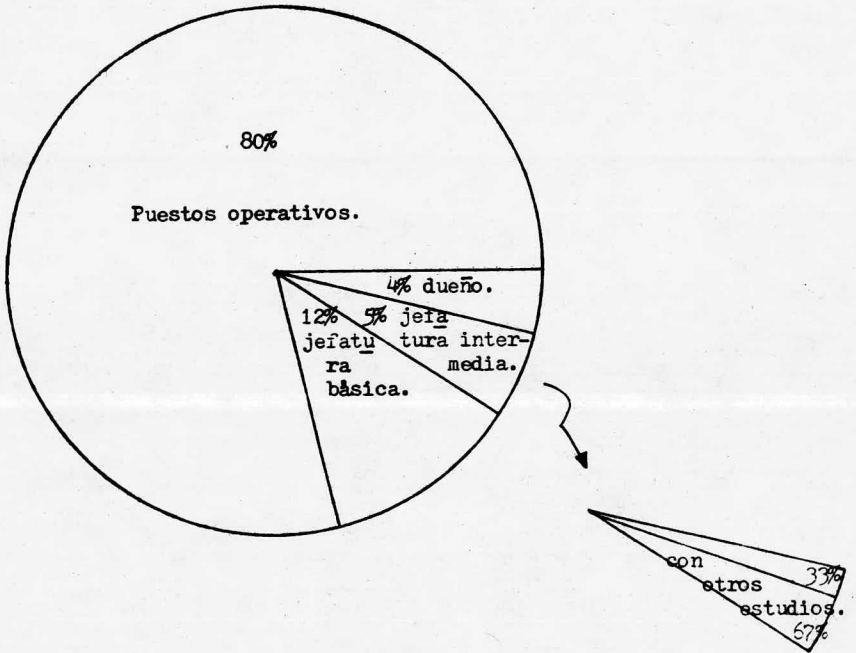 80%
Puestos operativos.
4% dueño.
12% 5% jefa
jefatu tura inter-
ra media.
básica.
con
33%
otros
estudios.
67%